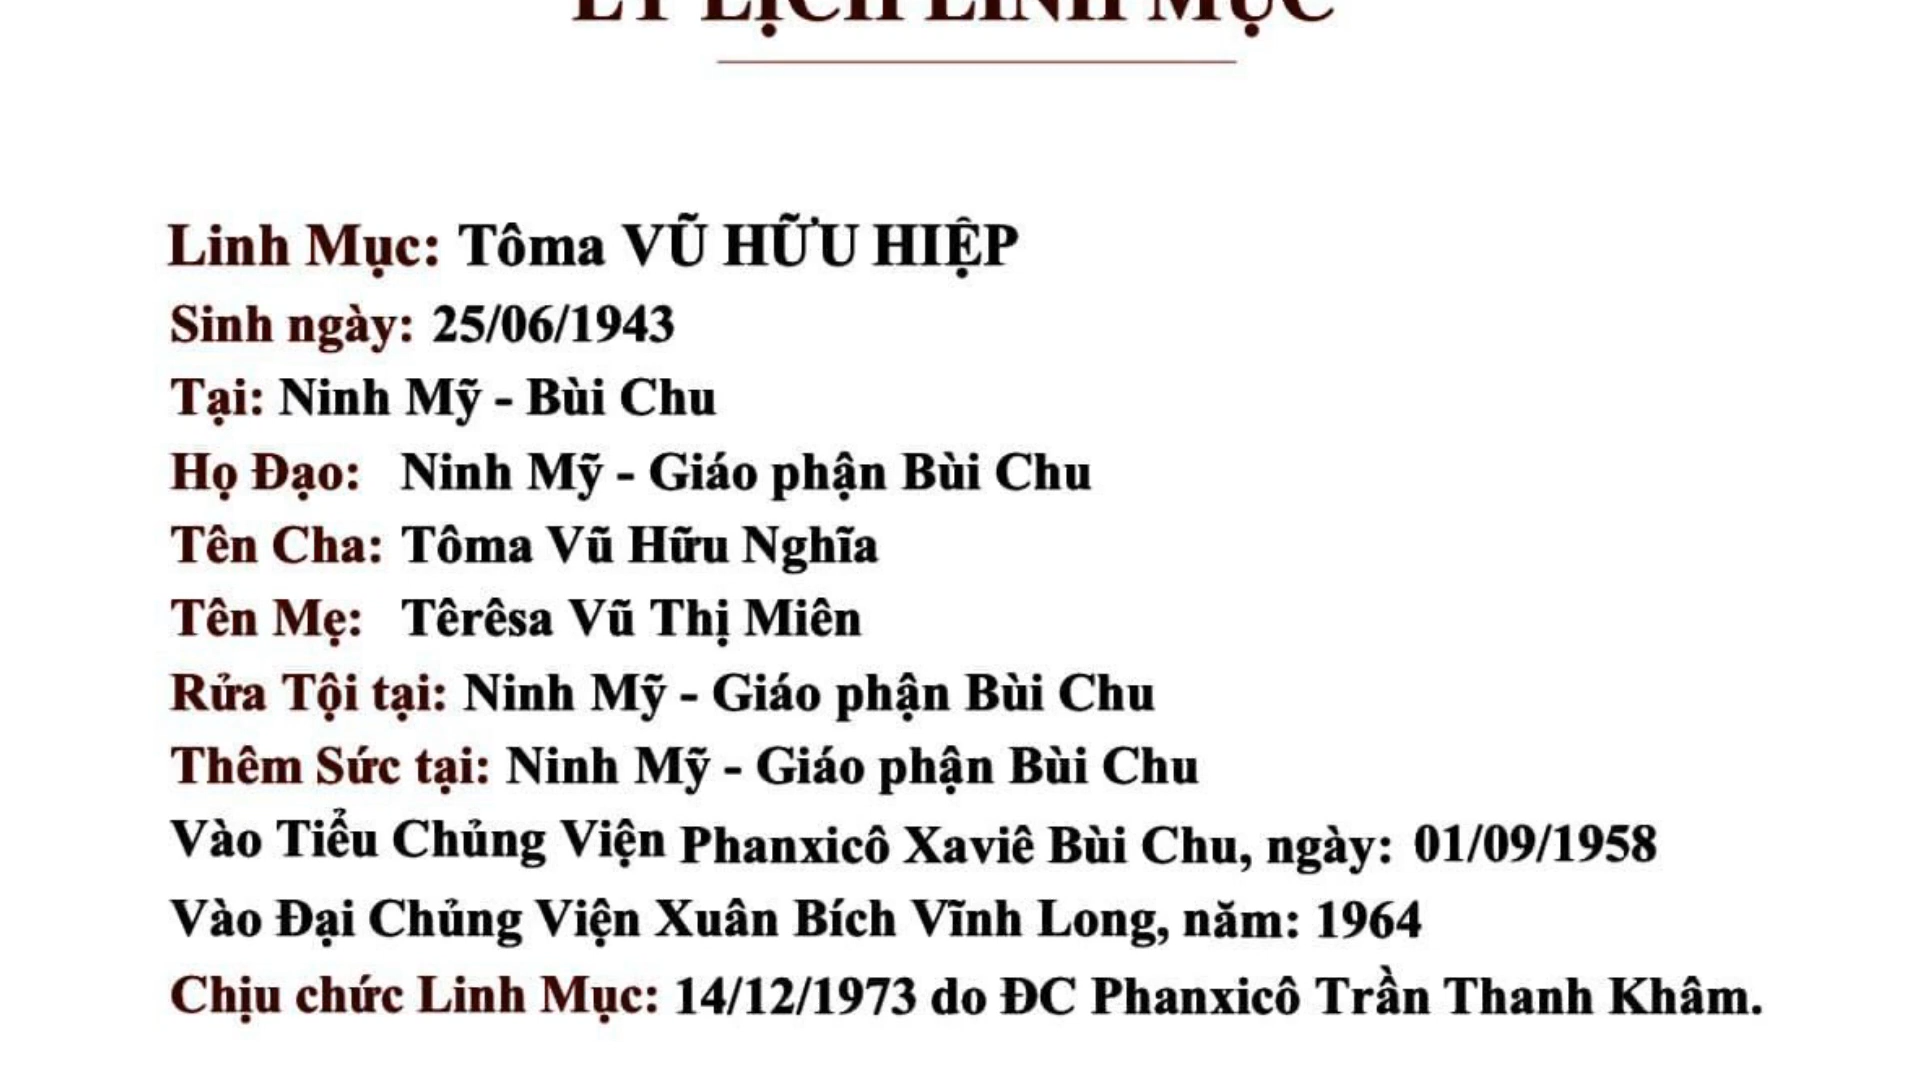 LÝ LỊCH LINH MỤC
Linh Mục: Tôma VŨ HỮU HIỆP
Sinh ngày: 25/06/1943
Tại: Ninh Mỹ - Bùi Chu
Họ Đạo: Ninh Mỹ - Giáo phận Bùi Chu
Tên Cha: Tôma Vũ Hữu Nghĩa
Tên Mẹ: Têrêsa Vũ Thị Miên
Rửa Tội tại: Ninh Mỹ - Giáo phận Bùi Chu
Thêm Sức tại: Ninh Mỹ - Giáo phận Bùi Chu
Vào Tiểu Chủng Viện Phanxicô Xaviê Bùi Chu, ngày: 01/09/1958
Vào Đại Chủng Viện Xuân Bích Vĩnh Long, năm: 1964
Chịu chức Linh Mục: 14/12/1973 do ĐC Phanxicô Trần Thanh Khâm.